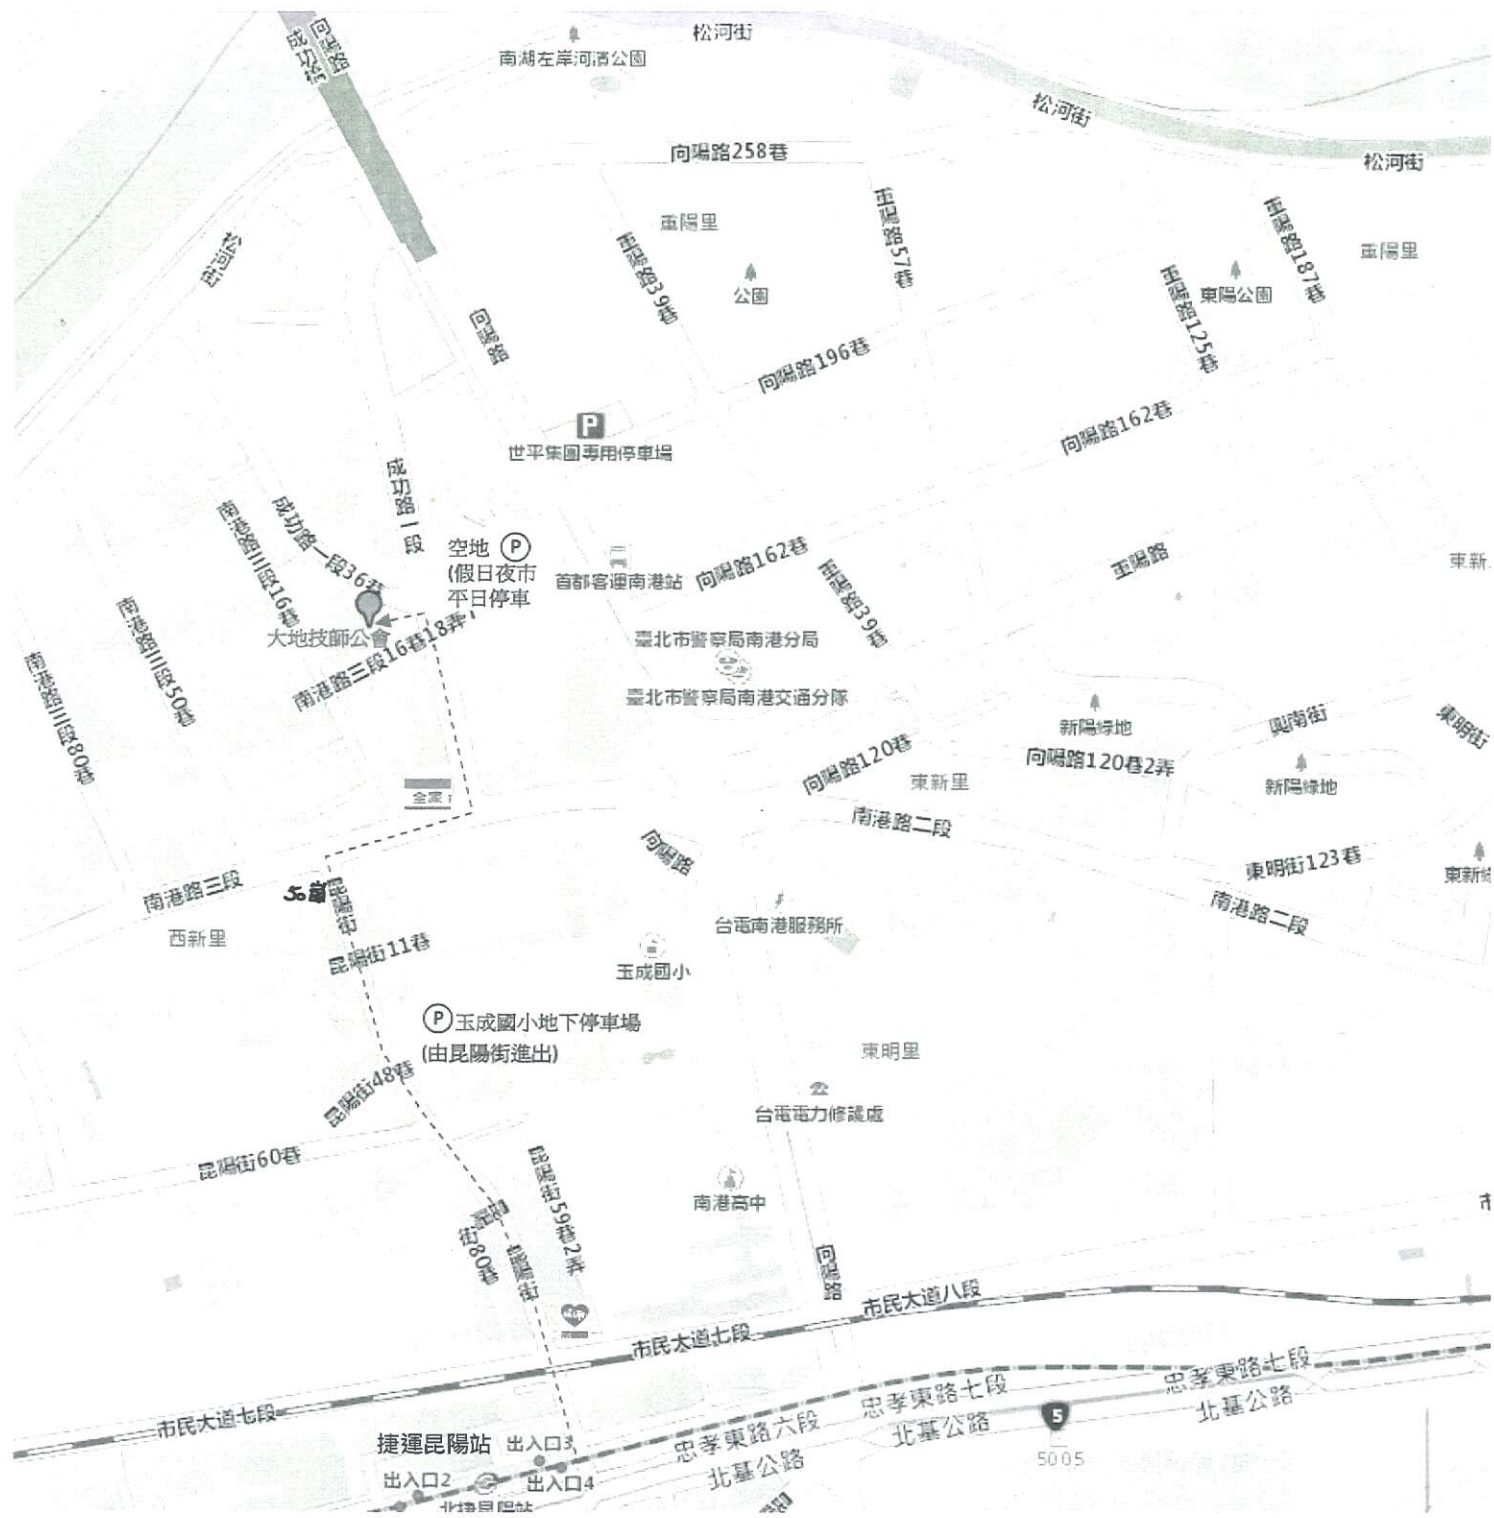 松河街
向陽路
成功路
南湖左岸河濱公園
松河街
向陽路258巷
松河街
重陽路57巷
重陽里
重陽路187巷
松河街
重陽路39巷
重陽里
公園
重陽路125巷
東陽公園
向陽路
向陽路196巷
P
向陽路162巷
世平集團專用停車場
成功路一段
南港路三段16巷
成功路一段36巷
空地 P
(假日夜市
平日停車
首都客運南港站
向陽路162巷
重陽路39巷
重陽路
東新
南港路三段50巷
大地技師公會
南港路三段16巷18弄
臺北市警察局南港分局
臺北市警察局南港交通分隊
南港路三段80巷
新陽綠地
興南街
東明街
向陽路120巷
向陽路120巷2弄
東新里
新陽綠地
全家
南港路二段
向陽路
東明街123巷
東新綠
南港路三段
昆陽街
南港路二段
西新里
台電南港服務所
昆陽街11巷
玉成國小
P 玉成國小地下停車場
(由昆陽街進出)
東明里
昆陽街48巷
台電電力修護處
昆陽街60巷
昆陽街59巷2弄
南港高中
市
街80巷
昆陽街
向陽路
市民大道八段
市民大道七段
忠孝東路七段
忠孝東路七段
北基公路
市民大道七段
忠孝東路六段
北基公路
5
捷運昆陽站
出入口3
北基公路
5005
出入口2
出入口4
北捷昆陽站